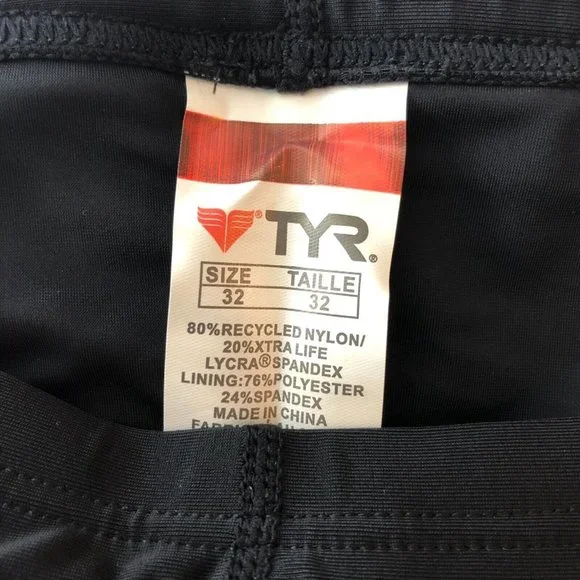 ® TYR®
SIZE TAILLE
32 32
80%RECYCLED NYLON/
20%XTRA LIFE
LYCRA®SPANDEX
LINING:76%POLYESTER
24%SPANDEX
MADE IN CHINA